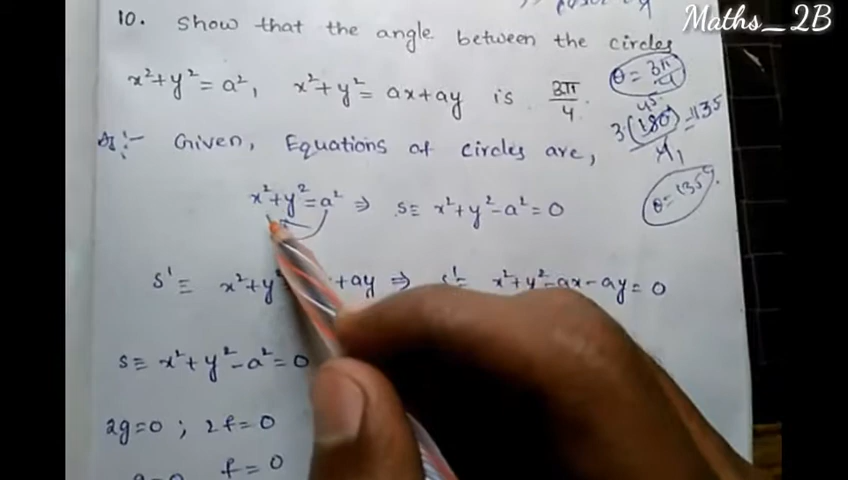 Maths_2B
10. Show that the angle between the circles
x²+y²=a², x²+y²=ax+ay is 3π/4.
θ=3π/4
3(180°)/4=135
45
1
θ=135°
Given, Equations of circles are,
x²+y²=a² ⇒ S≡ x²+y²-a²=0
S'≡ x²+y² +ay ⇒ S'≡ x²+y²-ax-ay=0
S≡ x²+y²-a²=0
2g=0 ; 2f=0
f=0